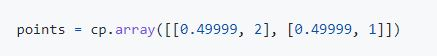 points = cp.array([[0.49999, 2], [0.49999, 1]])